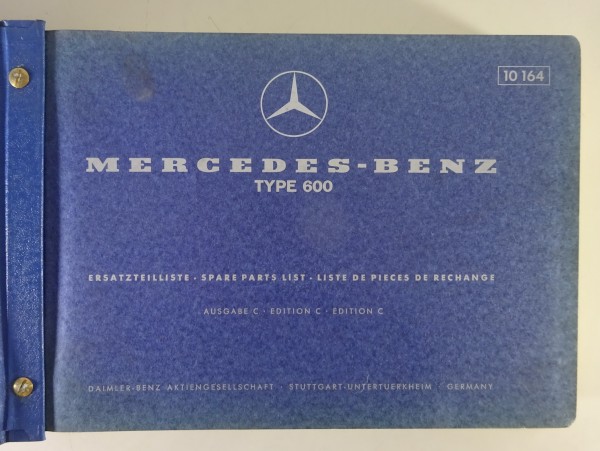 10 164
MERCEDES-BENZ
TYPE 600
ERSATZTEILLISTE · SPARE PARTS LIST · LISTE DE PIECES DE RECHANGE
AUSGABE C · EDITION C · EDITION C
DAIMLER-BENZ AKTIENGESELLSCHAFT · STUTTGART-UNTERTUERKHEIM · GERMANY